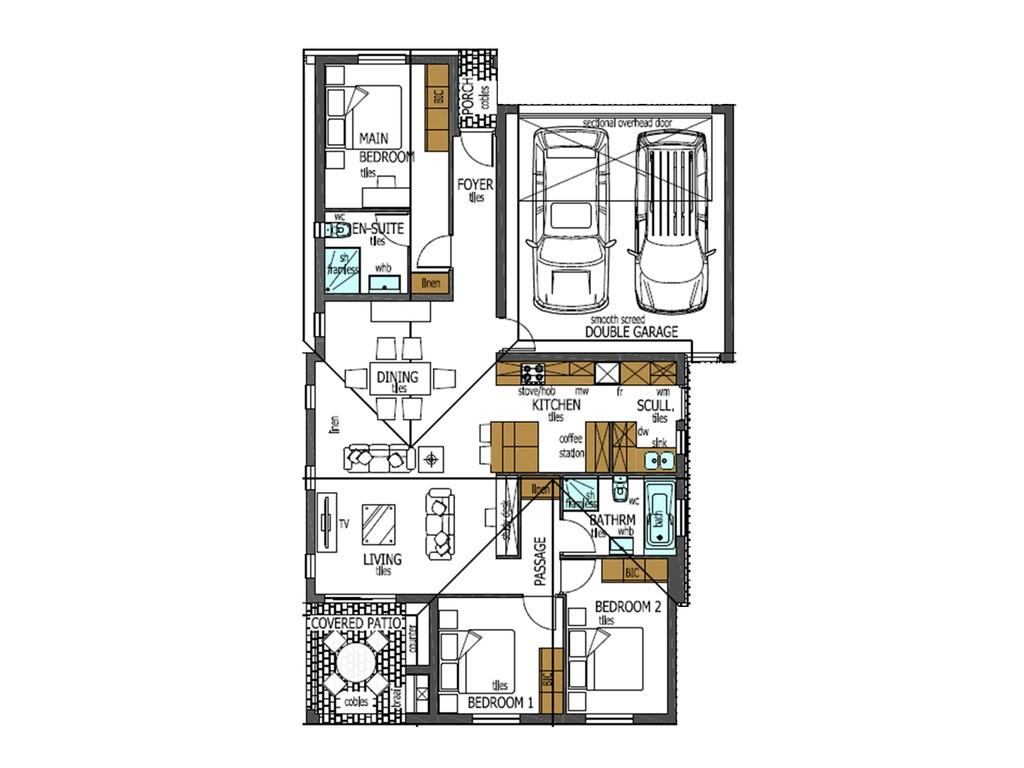 BIC
PORCH
cobles
sectional overhead door
MAIN
BEDROOM
tiles
FOYER
tiles
wc
EN-SUITE
tiles
sh
frameless
whb
linen
smooth screed
DOUBLE GARAGE
DINING
tiles
stove/hob
mw
fr
wm
KITCHEN
tiles
SCULL.
tiles
linen
coffee
station
dw
sink
linen
sh
frameless
wc
bath
TV
study desk
BATHRM
tiles
whb
LIVING
tiles
PASSAGE
BIC
BEDROOM 2
tiles
COVERED PATIO
counter
cobles
braai
tiles
BIC
BEDROOM 1